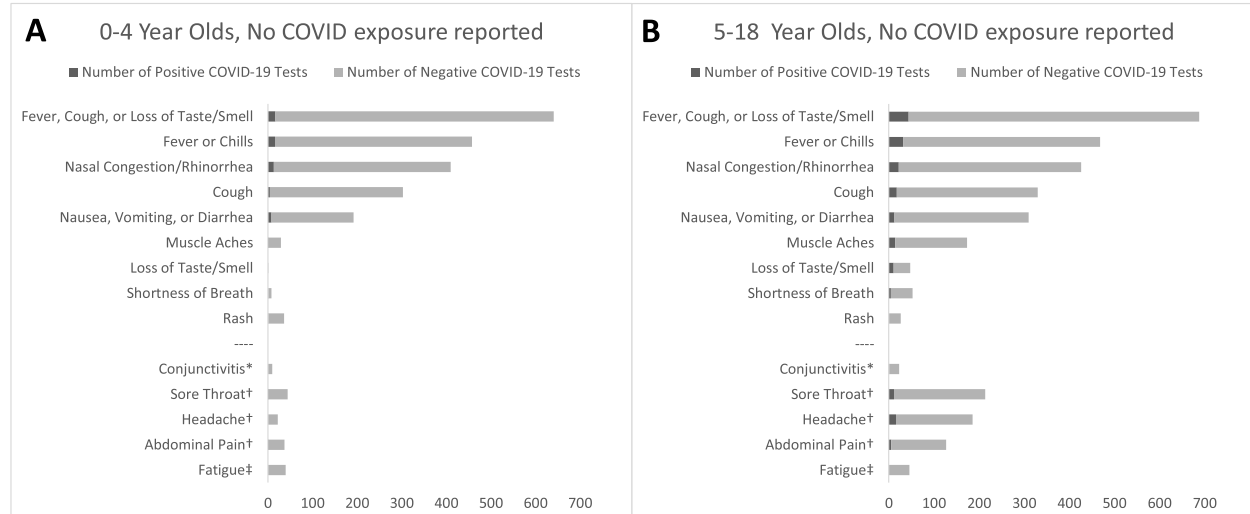 A
0-4 Year Olds, No COVID exposure reported
Number of Positive COVID-19 Tests
Number of Negative COVID-19 Tests
Fever, Cough, or Loss of Taste/Smell
Fever or Chills
Nasal Congestion/Rhinorrhea
Cough
Nausea, Vomiting, or Diarrhea
Muscle Aches
Loss of Taste/Smell
Shortness of Breath
Rash
----
Conjunctivitis*
Sore Throat†
Headache†
Abdominal Pain†
Fatigue‡
0 100 200 300 400 500 600 700
B
5-18 Year Olds, No COVID exposure reported
Number of Positive COVID-19 Tests
Number of Negative COVID-19 Tests
Fever, Cough, or Loss of Taste/Smell
Fever or Chills
Nasal Congestion/Rhinorrhea
Cough
Nausea, Vomiting, or Diarrhea
Muscle Aches
Loss of Taste/Smell
Shortness of Breath
Rash
----
Conjunctivitis*
Sore Throat†
Headache†
Abdominal Pain†
Fatigue‡
0 100 200 300 400 500 600 700